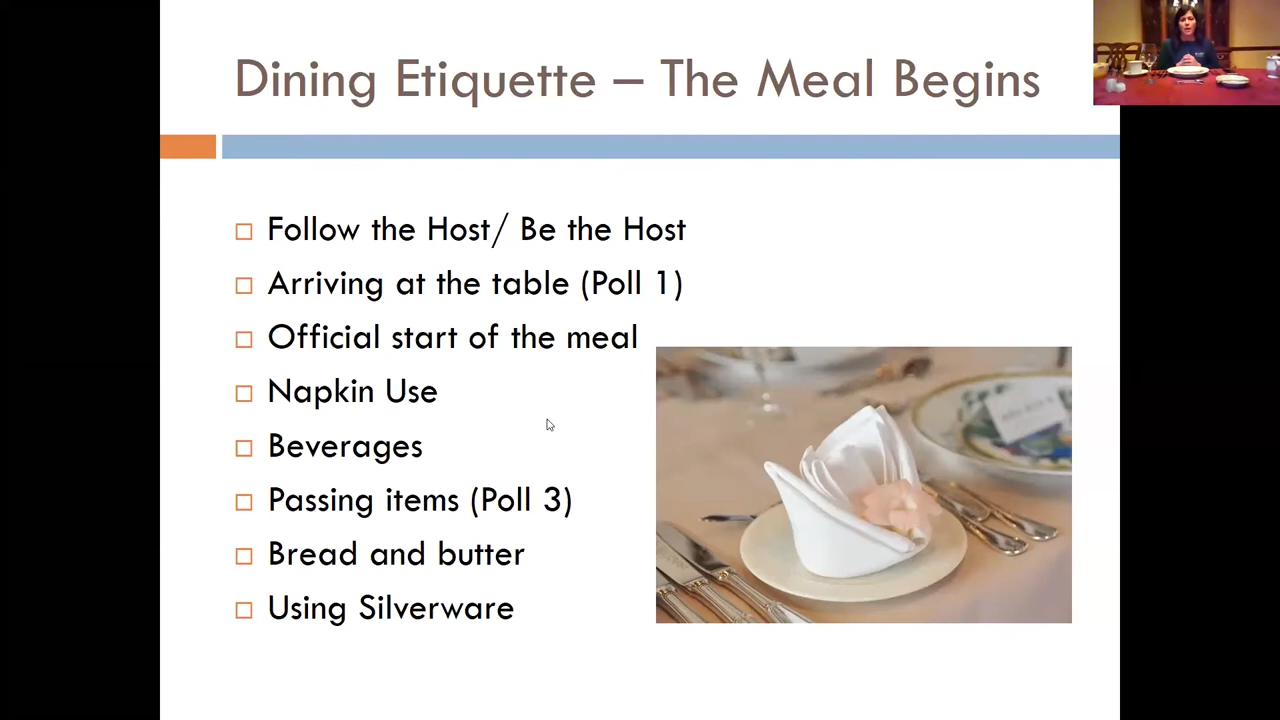 Dining Etiquette – The Meal Begins
Follow the Host/ Be the Host
Arriving at the table (Poll 1)
Official start of the meal
Napkin Use
Beverages
Passing items (Poll 3)
Bread and butter
Using Silverware